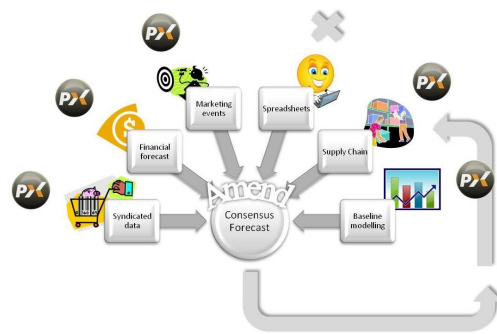 PX
PX
PX
PX
PX
Marketing
events
Spreadsheets
Financial
forecast
Supply Chain
Syndicated
data
Amend
Consensus
Forecast
Baseline
modelling